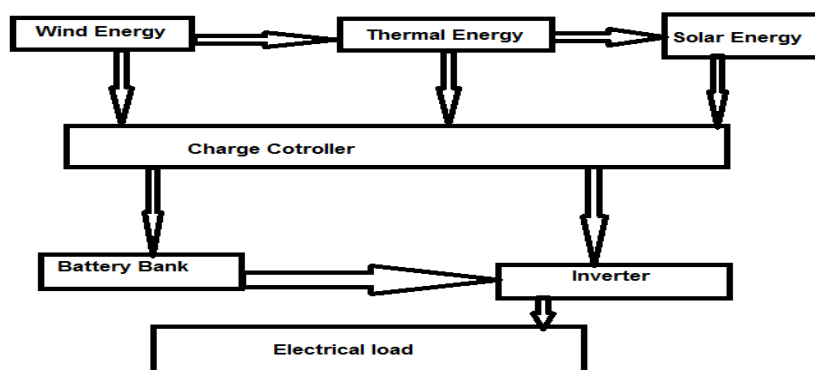 Wind Energy
Thermal Energy
Solar Energy
Charge Cotroller
Battery Bank
Inverter
Electrical load